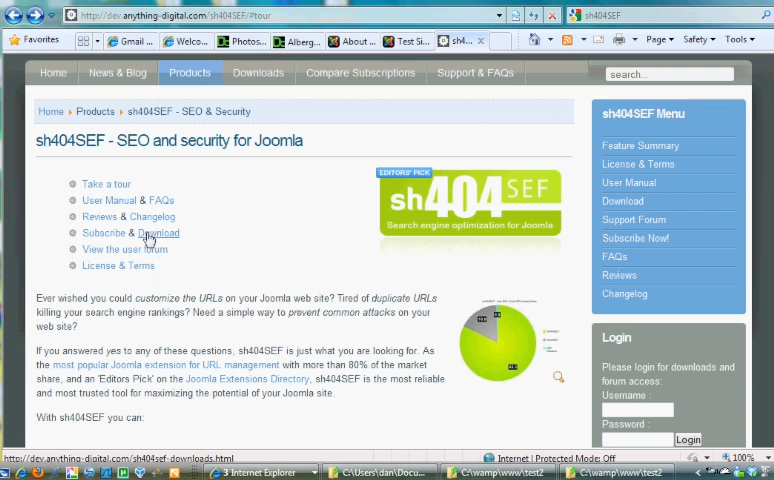 http://dev.anything-digital.com/sh404SEF/#tour
sh404SEF
Favorites
Gmail ...
Welco...
Photos...
Alberg...
About ...
Test Si...
sh4...
Page
Safety
Tools
Home
News & Blog
Products
Downloads
Compare Subscriptions
Support & FAQs
search...
Home
Products
sh404SEF - SEO & Security
sh404SEF - SEO and security for Joomla
Take a tour
User Manual & FAQs
Reviews & Changelog
Subscribe & Download
View the user forum
License & Terms
EDITORS' PICK
sh404SEF
Search engine optimization for Joomla
Ever wished you could customize the URLs on your Joomla web site? Tired of duplicate URLs
killing your search engine rankings? Need a simple way to prevent common attacks on your
web site?
If you answered yes to any of these questions, sh404SEF is just what you are looking for. As
the most popular Joomla extension for URL management with more than 80% of the market
share, and an 'Editors Pick' on the Joomla Extensions Directory, sh404SEF is the most reliable
and most trusted tool for maximizing the potential of your Joomla site.
With sh404SEF you can:
sh404SEF Menu
Feature Summary
License & Terms
User Manual
Download
Support Forum
Subscribe Now!
FAQs
Reviews
Changelog
Login
Please login for downloads and
forum access:
Username :
Password :
Login
http://dev.anything-digital.com/sh404sef-downloads.html
Internet | Protected Mode: Off
100%
3 Internet Explorer
C:\Users\dan\Docu...
C:\wamp\www\test2
C:\wamp\www\test2